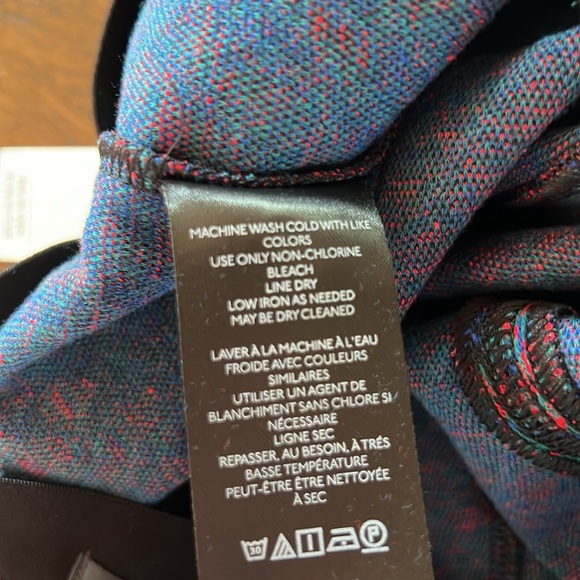 MACHINE WASH COLD WITH LIKE
COLORS
USE ONLY NON-CHLORINE
BLEACH
LINE DRY
LOW IRON AS NEEDED
MAY BE DRY CLEANED
LAVER À LA MACHINE À L'EAU
FROIDE AVEC COULEURS
SIMILAIRES
UTILISER UN AGENT DE
BLANCHIMENT SANS CHLORE SI
NÉCESSAIRE
LIGNE SEC
REPASSER, AU BESOIN, À TRÉS
BASSE TEMPÉRATURE
PEUT-ÊTRE ÊTRE NETTOYÉE
À SEC
30 P